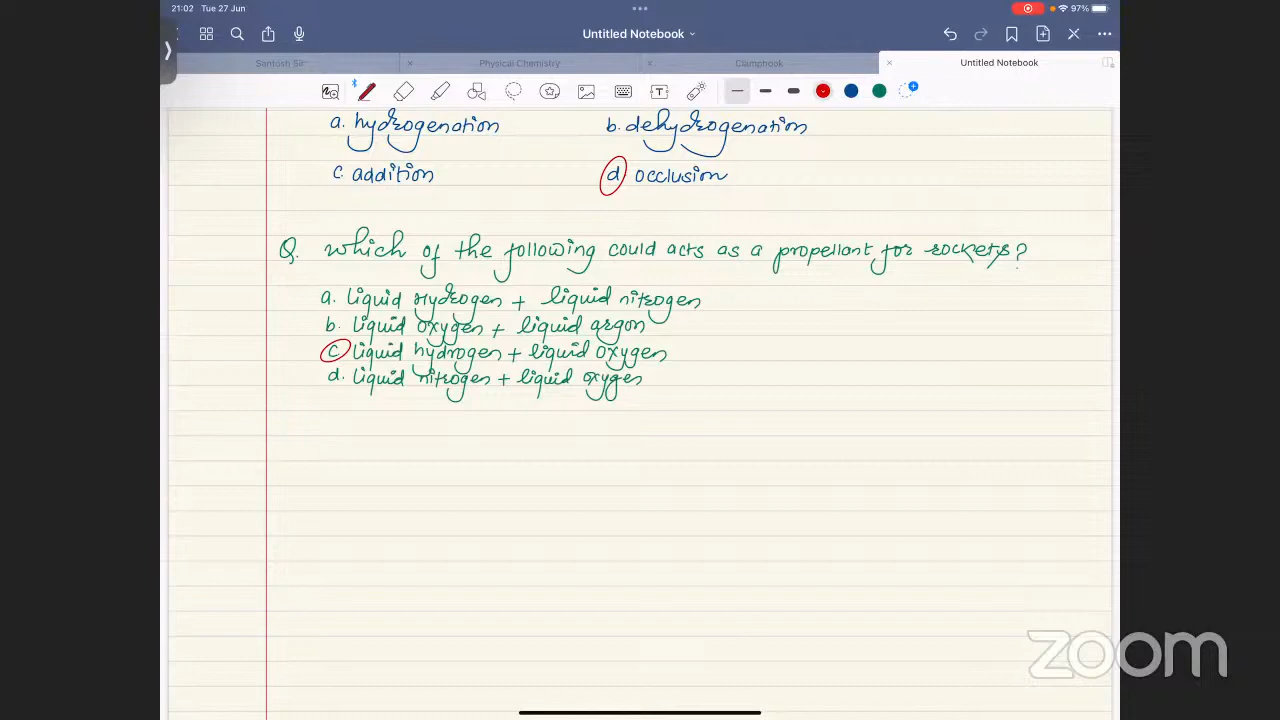 21:02 Tue 27 Jun
97%
Untitled Notebook
Santosh Sir
Physical Chemistry
Clamphook
Untitled Notebook
a. hydrogenation b. dehydrogenation
c. addition d occlusion
Q. which of the following could acts as a propellant for rockets?
a. liquid hydrogen + liquid nitrogen
b. liquid oxygen + liquid argon
c liquid hydrogen + liquid oxygen
d. liquid nitrogen + liquid oxygen
zoom